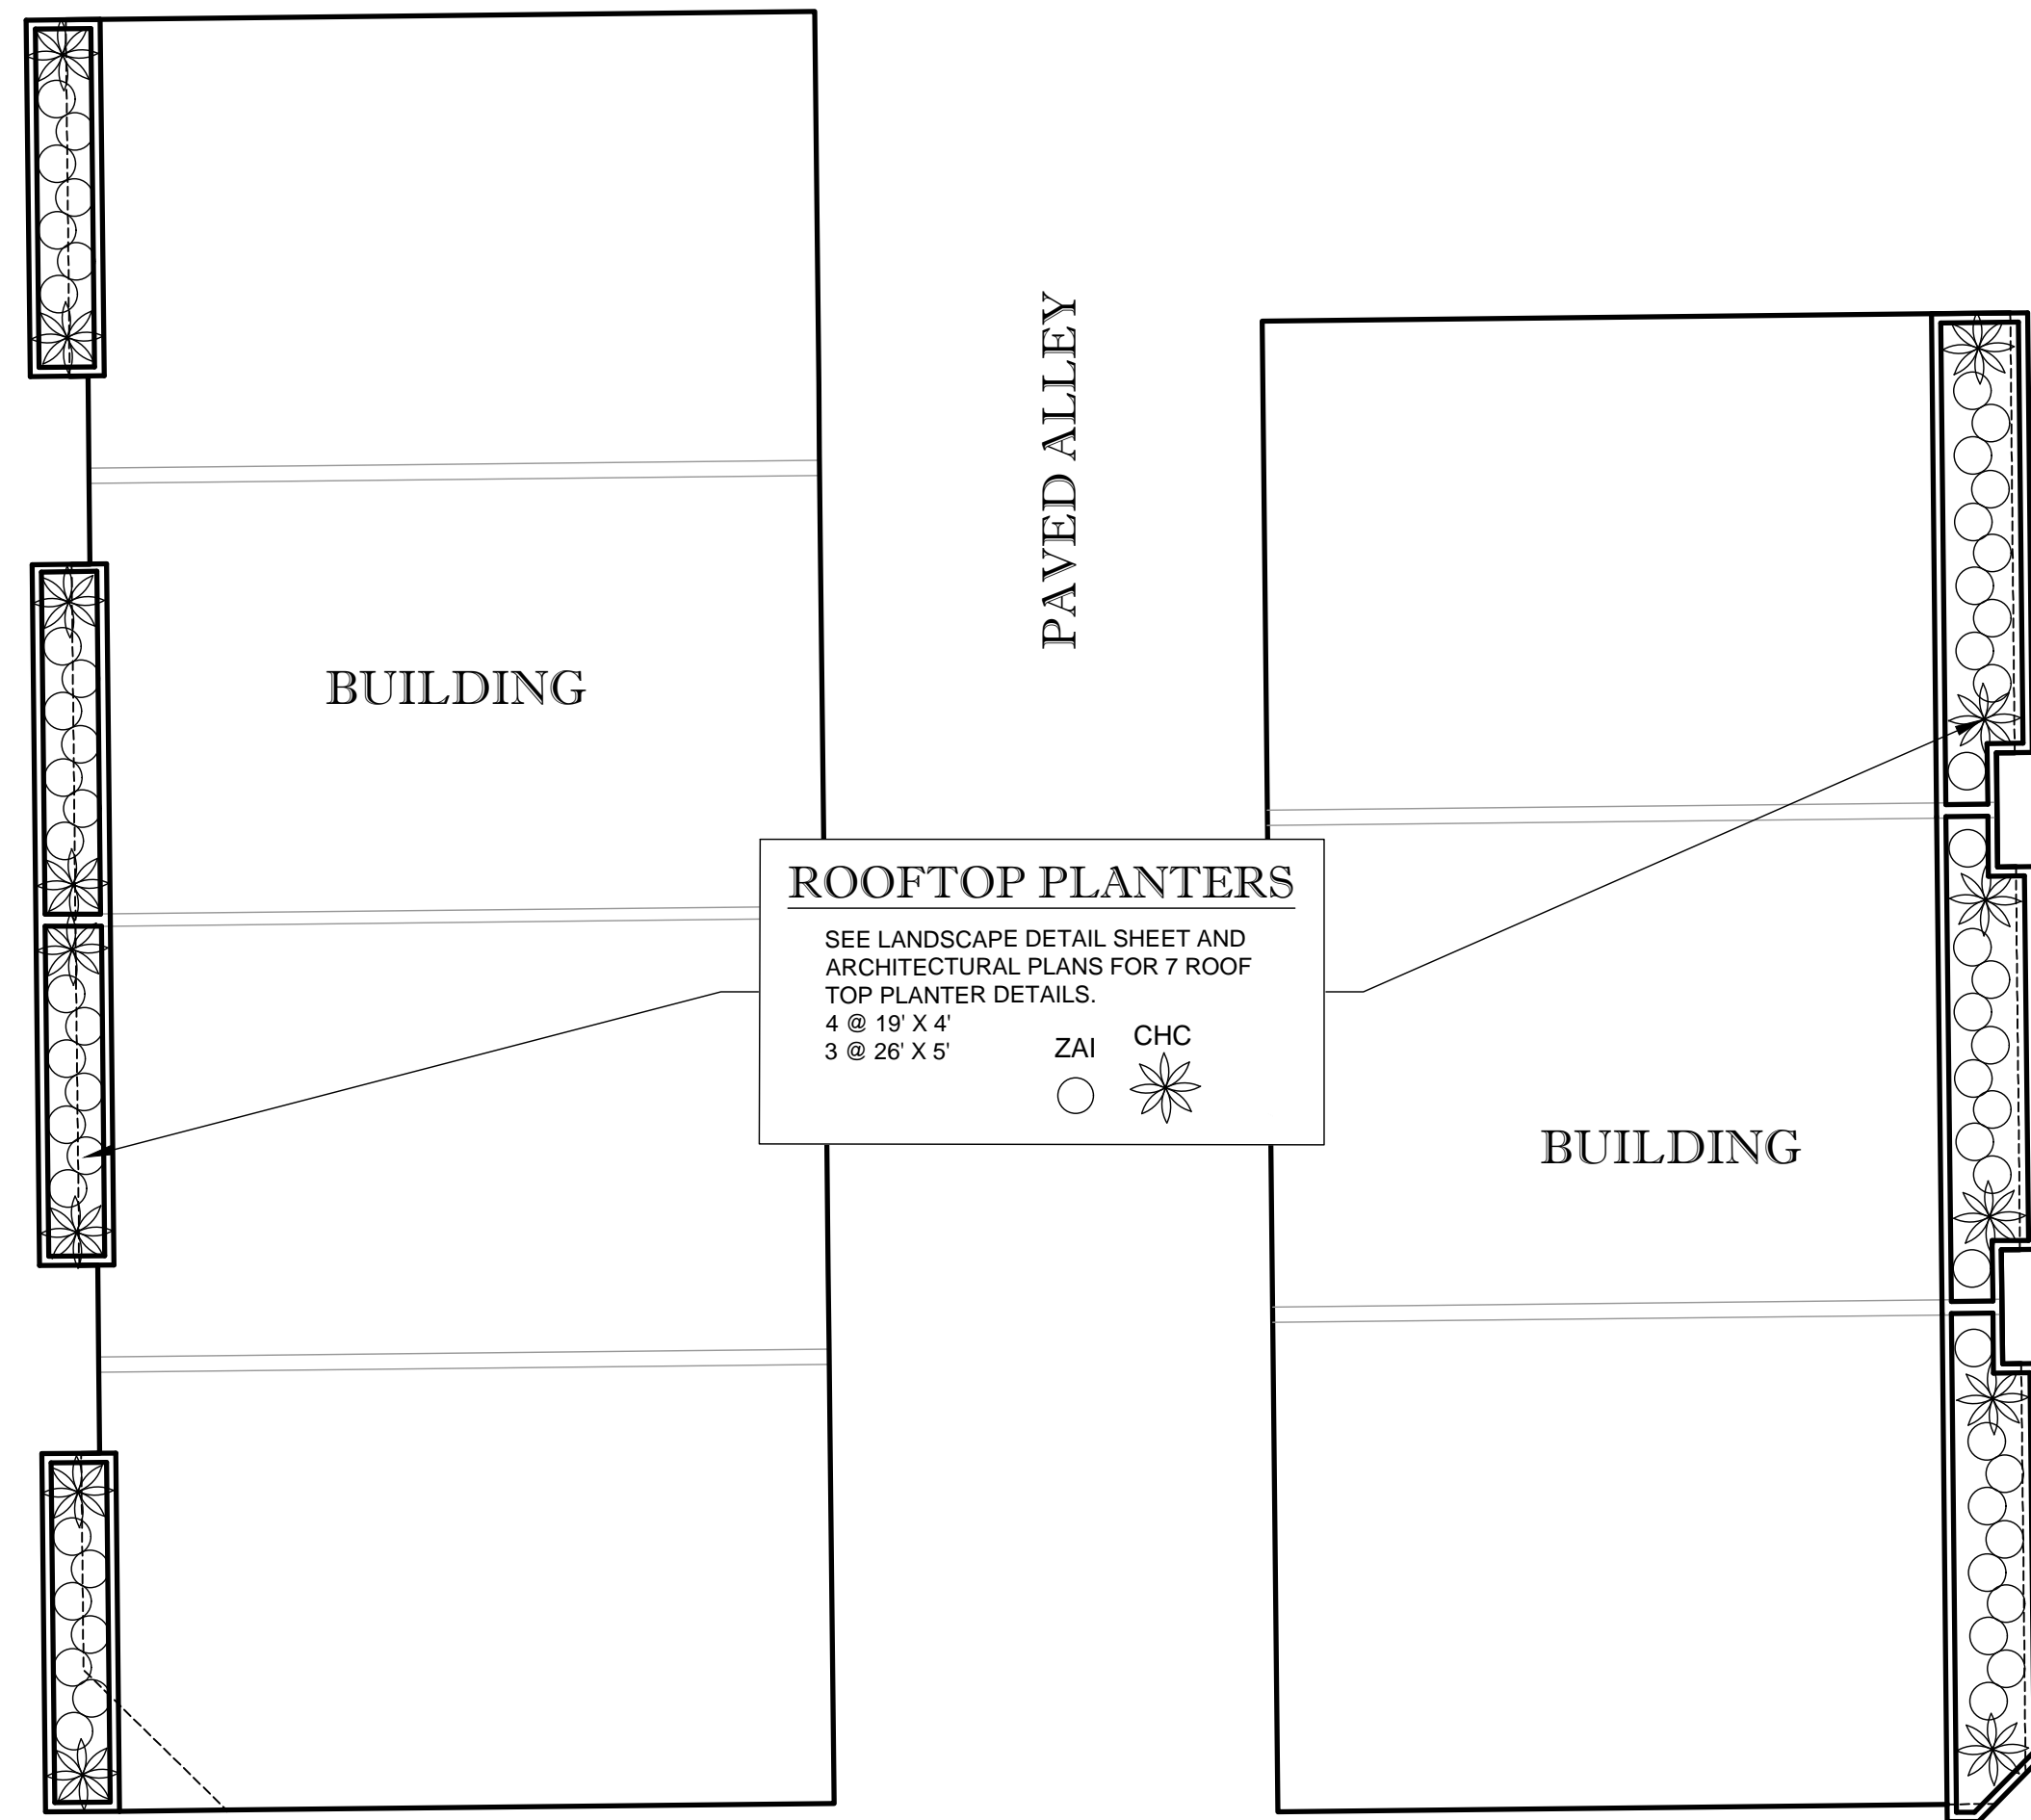 PAVED ALLEY
BUILDING
ROOFTOP PLANTERS
SEE LANDSCAPE DETAIL SHEET AND
ARCHITECTURAL PLANS FOR 7 ROOF
TOP PLANTER DETAILS.
4 @ 19' X 4'
3 @ 26' X 5'
ZAI
CHC
BUILDING